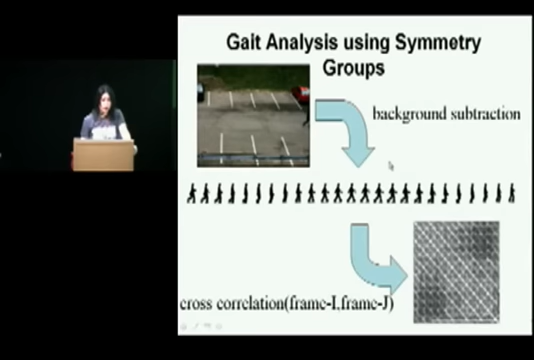 Gait Analysis using Symmetry
Groups
background subtraction
cross correlation(frame-I,frame-J)